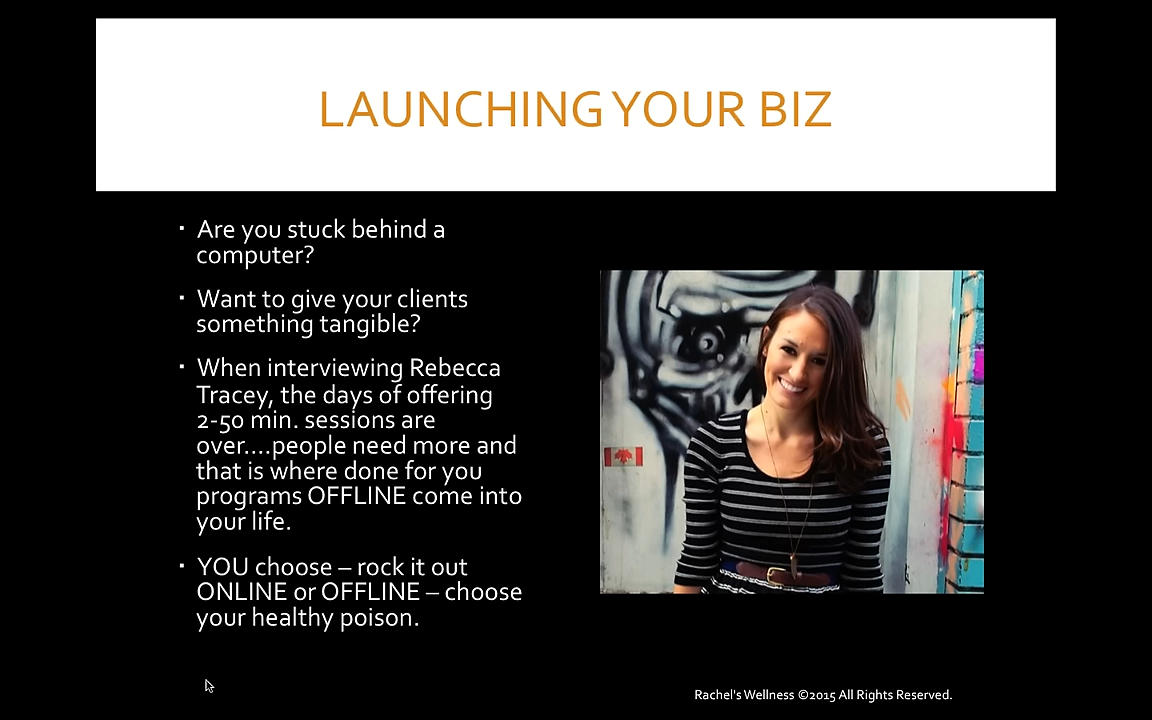 LAUNCHING YOUR BIZ
▪ Are you stuck behind a
computer?
▪ Want to give your clients
something tangible?
▪ When interviewing Rebecca
Tracey, the days of offering
2-50 min. sessions are
over....people need more and
that is where done for you
programs OFFLINE come into
your life.
▪ YOU choose – rock it out
ONLINE or OFFLINE – choose
your healthy poison.
Rachel's Wellness ©2015 All Rights Reserved.